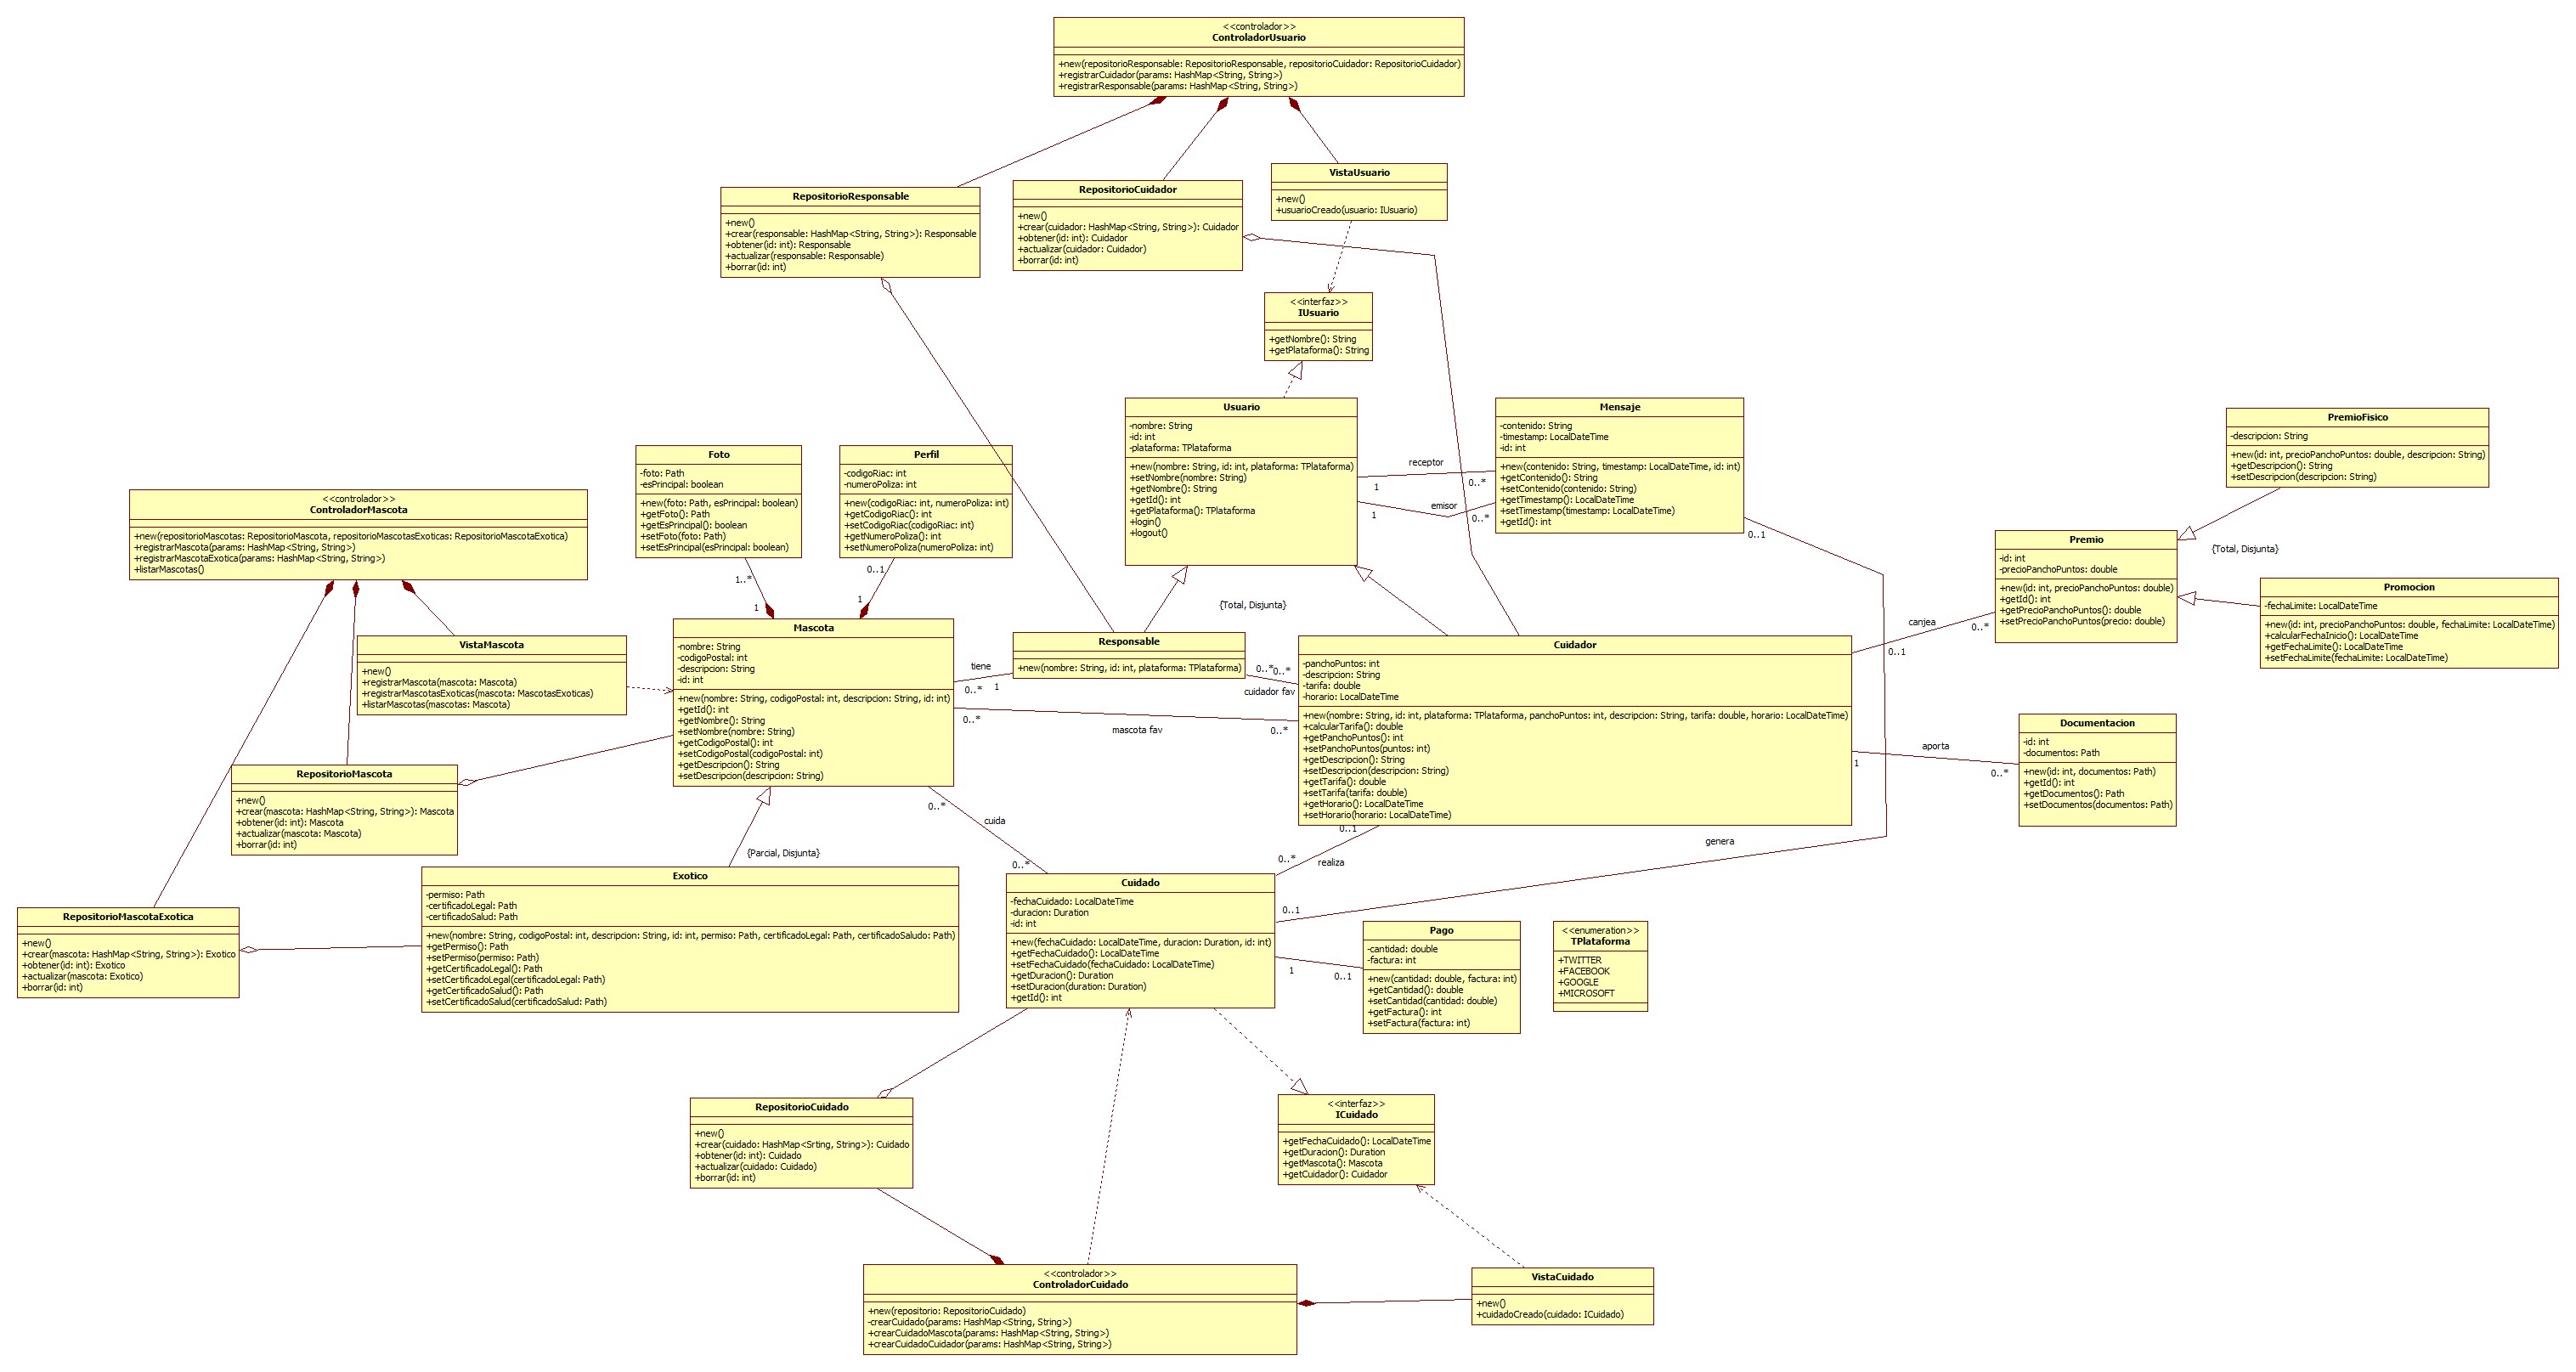 <<controlador>>
ControladorUsuario
+new(repositorioResponsable: RepositorioResponsable, repositorioCuidador: RepositorioCuidador)
+registrarCuidador(params: HashMap<String, String>)
+registrarResponsable(params: HashMap<String, String>)
RepositorioResponsable
+new()
+crear(responsable: HashMap<String, String>): Responsable
+obtener(id: int): Responsable
+actualizar(responsable: Responsable)
+borrar(id: int)
RepositorioCuidador
+new()
+crear(cuidador: HashMap<String, String>): Cuidador
+obtener(id: int): Cuidador
+actualizar(cuidador: Cuidador)
+borrar(id: int)
VistaUsuario
+new()
+usuarioCreado(usuario: IUsuario)
<<interfaz>>
IUsuario
+getNombre(): String
+getPlataforma(): String
Usuario
-nombre: String
-id: int
-plataforma: TPlataforma
+new(nombre: String, id: int, plataforma: TPlataforma)
+setNombre(nombre: String)
+getNombre(): String
+getId(): int
+getPlataforma(): TPlataforma
+login()
+logout()
receptor
1
0..*
emisor
1
0..*
Mensaje
-contenido: String
-timestamp: LocalDateTime
-id: int
+new(contenido: String, timestamp: LocalDateTime, id: int)
+getContenido(): String
+setContenido(contenido: String)
+getTimestamp(): LocalDateTime
+setTimestamp(timestamp: LocalDateTime)
+getId(): int
0..1
PremioFisico
-descripcion: String
+new(id: int, precioPanchoPuntos: double, descripcion: String)
+getDescripcion(): String
+setDescripcion(descripcion: String)
Premio
-id: int
-precioPanchoPuntos: double
+new(id: int, precioPanchoPuntos: double)
+getId(): int
+getPrecioPanchoPuntos(): double
+setPrecioPanchoPuntos(precio: double)
{Total, Disjunta}
Promocion
-fechaLimite: LocalDateTime
+new(id: int, precioPanchoPuntos: double, fechaLimite: LocalDateTime)
+calcularFechaInicio(): LocalDateTime
+getFechaLimite(): LocalDateTime
+setFechaLimite(fechaLimite: LocalDateTime)
Foto
-foto: Path
-esPrincipal: boolean
+new(foto: Path, esPrincipal: boolean)
+getFoto(): Path
+getEsPrincipal(): boolean
+setFoto(foto: Path)
+setEsPrincipal(esPrincipal: boolean)
1..*
1
Perfil
-codigoRiac: int
-numeroPoliza: int
+new(codigoRiac: int, numeroPoliza: int)
+getCodigoRiac(): int
+setCodigoRiac(codigoRiac: int)
+getNumeroPoliza(): int
+setNumeroPoliza(numeroPoliza: int)
0..1
1
<<controlador>>
ControladorMascota
+new(repositorioMascotas: RepositorioMascota, repositorioMascotasExoticas: RepositorioMascotaExotica)
+registrarMascota(params: HashMap<String, String>)
+registrarMascotaExotica(params: HashMap<String, String>)
+listarMascotas()
VistaMascota
+new()
+registrarMascota(mascota: Mascota)
+registrarMascotasExoticas(mascota: MascotasExoticas)
+listarMascotas(mascotas: Mascota)
Mascota
-nombre: String
-codigoPostal: int
-descripcion: String
-id: int
+new(nombre: String, codigoPostal: int, descripcion: String, id: int)
+getId(): int
+getNombre(): String
+setNombre(nombre: String)
+getCodigoPostal(): int
+setCodigoPostal(codigoPostal: int)
+getDescripcion(): String
+setDescripcion(descripcion: String)
tiene
0..*
1
{Total, Disjunta}
Responsable
+new(nombre: String, id: int, plataforma: TPlataforma)
0..*
0..*
cuidador fav
0..*
mascota fav
0..*
Cuidador
-panchoPuntos: int
-descripcion: String
-tarifa: double
-horario: LocalDateTime
+new(nombre: String, id: int, plataforma: TPlataforma, panchoPuntos: int, descripcion: String, tarifa: double, horario: LocalDateTime)
+calcularTarifa(): double
+getPanchoPuntos(): int
+setPanchoPuntos(puntos: int)
+getDescripcion(): String
+setDescripcion(descripcion: String)
+getTarifa(): double
+setTarifa(tarifa: double)
+getHorario(): LocalDateTime
+setHorario(horario: LocalDateTime)
canjea
0..1
0..*
aporta
1
0..*
Documentacion
-id: int
-documentos: Path
+new(id: int, documentos: Path)
+getId(): int
+getDocumentos(): Path
+setDocumentos(documentos: Path)
RepositorioMascota
+new()
+crear(mascota: HashMap<String, String>): Mascota
+obtener(id: int): Mascota
+actualizar(mascota: Mascota)
+borrar(id: int)
{Parcial, Disjunta}
0..*
cuida
0..*
0..1
0..*
realiza
genera
0..1
RepositorioMascotaExotica
+new()
+crear(mascota: HashMap<String, String>): Exotico
+obtener(id: int): Exotico
+actualizar(mascota: Exotico)
+borrar(id: int)
Exotico
-permiso: Path
-certificadoLegal: Path
-certificadoSalud: Path
+new(nombre: String, codigoPostal: int, descripcion: String, id: int, permiso: Path, certificadoLegal: Path, certificadoSaludo: Path)
+getPermiso(): Path
+setPermiso(permiso: Path)
+getCertificadoLegal(): Path
+setCertificadoLegal(certificadoLegal: Path)
+getCertificadoSalud(): Path
+setCertificadoSalud(certificadoSalud: Path)
Cuidado
-fechaCuidado: LocalDateTime
-duracion: Duration
-id: int
+new(fechaCuidado: LocalDateTime, duracion: Duration, id: int)
+getFechaCuidado(): LocalDateTime
+setFechaCuidado(fechaCuidado: LocalDateTime)
+getDuracion(): Duration
+setDuracion(duracion: Duration)
+getId(): int
1
0..1
Pago
-cantidad: double
-factura: int
+new(cantidad: double, factura: int)
+getCantidad(): double
+setCantidad(cantidad: double)
+getFactura(): int
+setFactura(factura: int)
<<enumeration>>
TPlataforma
+TWITTER
+FACEBOOK
+GOOGLE
+MICROSOFT
RepositorioCuidado
+new()
+crear(cuidado: HashMap<Srting, String>): Cuidado
+obtener(id: int): Cuidado
+actualizar(cuidado: Cuidado)
+borrar(id: int)
<<interfaz>>
ICuidado
+getFechaCuidado(): LocalDateTime
+getDuracion(): Duration
+getMascota(): Mascota
+getCuidador(): Cuidador
<<controlador>>
ControladorCuidado
+new(repositorio: RepositorioCuidado)
-crearCuidado(params: HashMap<String, String>)
+crearCuidadoMascota(params: HashMap<String, String>)
+crearCuidadoCuidador(params: HashMap<String, String>)
VistaCuidado
+new()
+cuidadoCreado(cuidado: ICuidado)